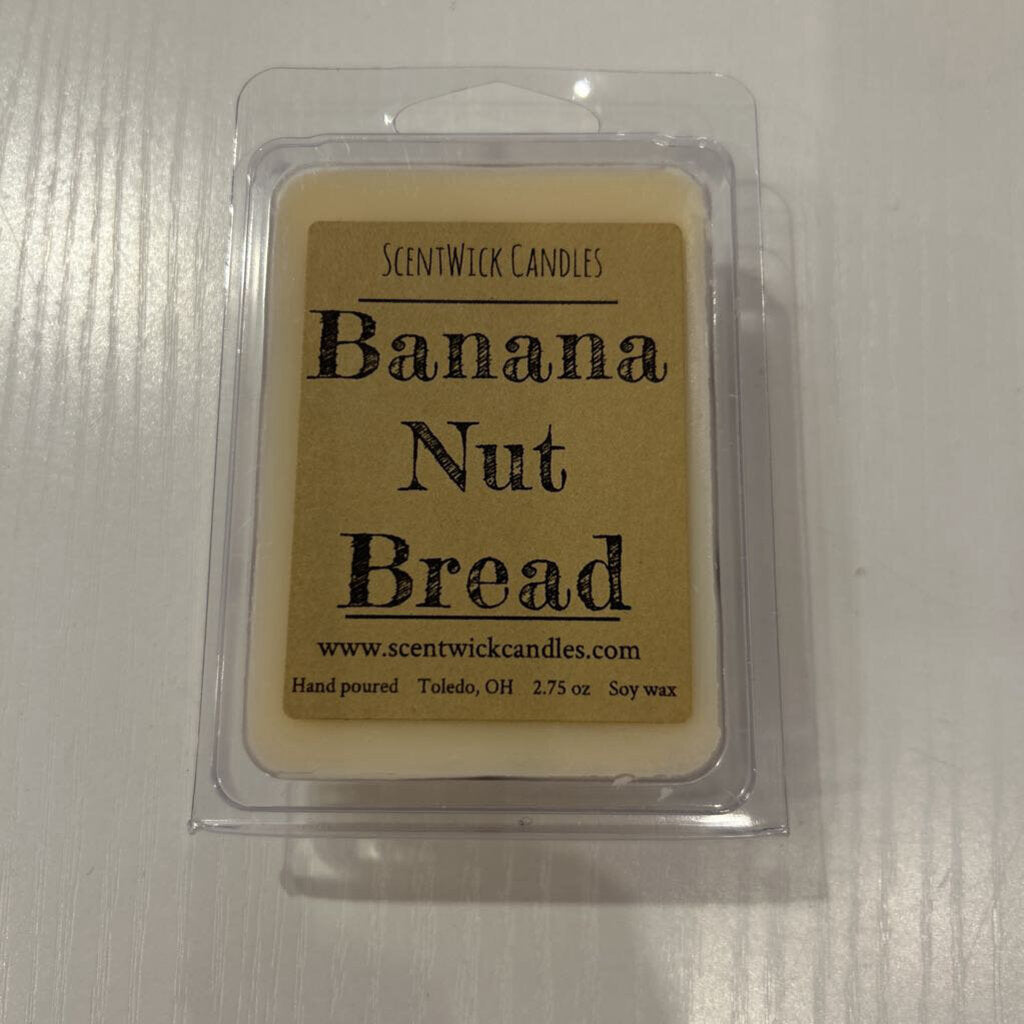 ScentWick Candles
Banana
Nut
Bread
www.scentwickcandles.com
Hand poured Toledo, OH 2.75 oz Soy wax